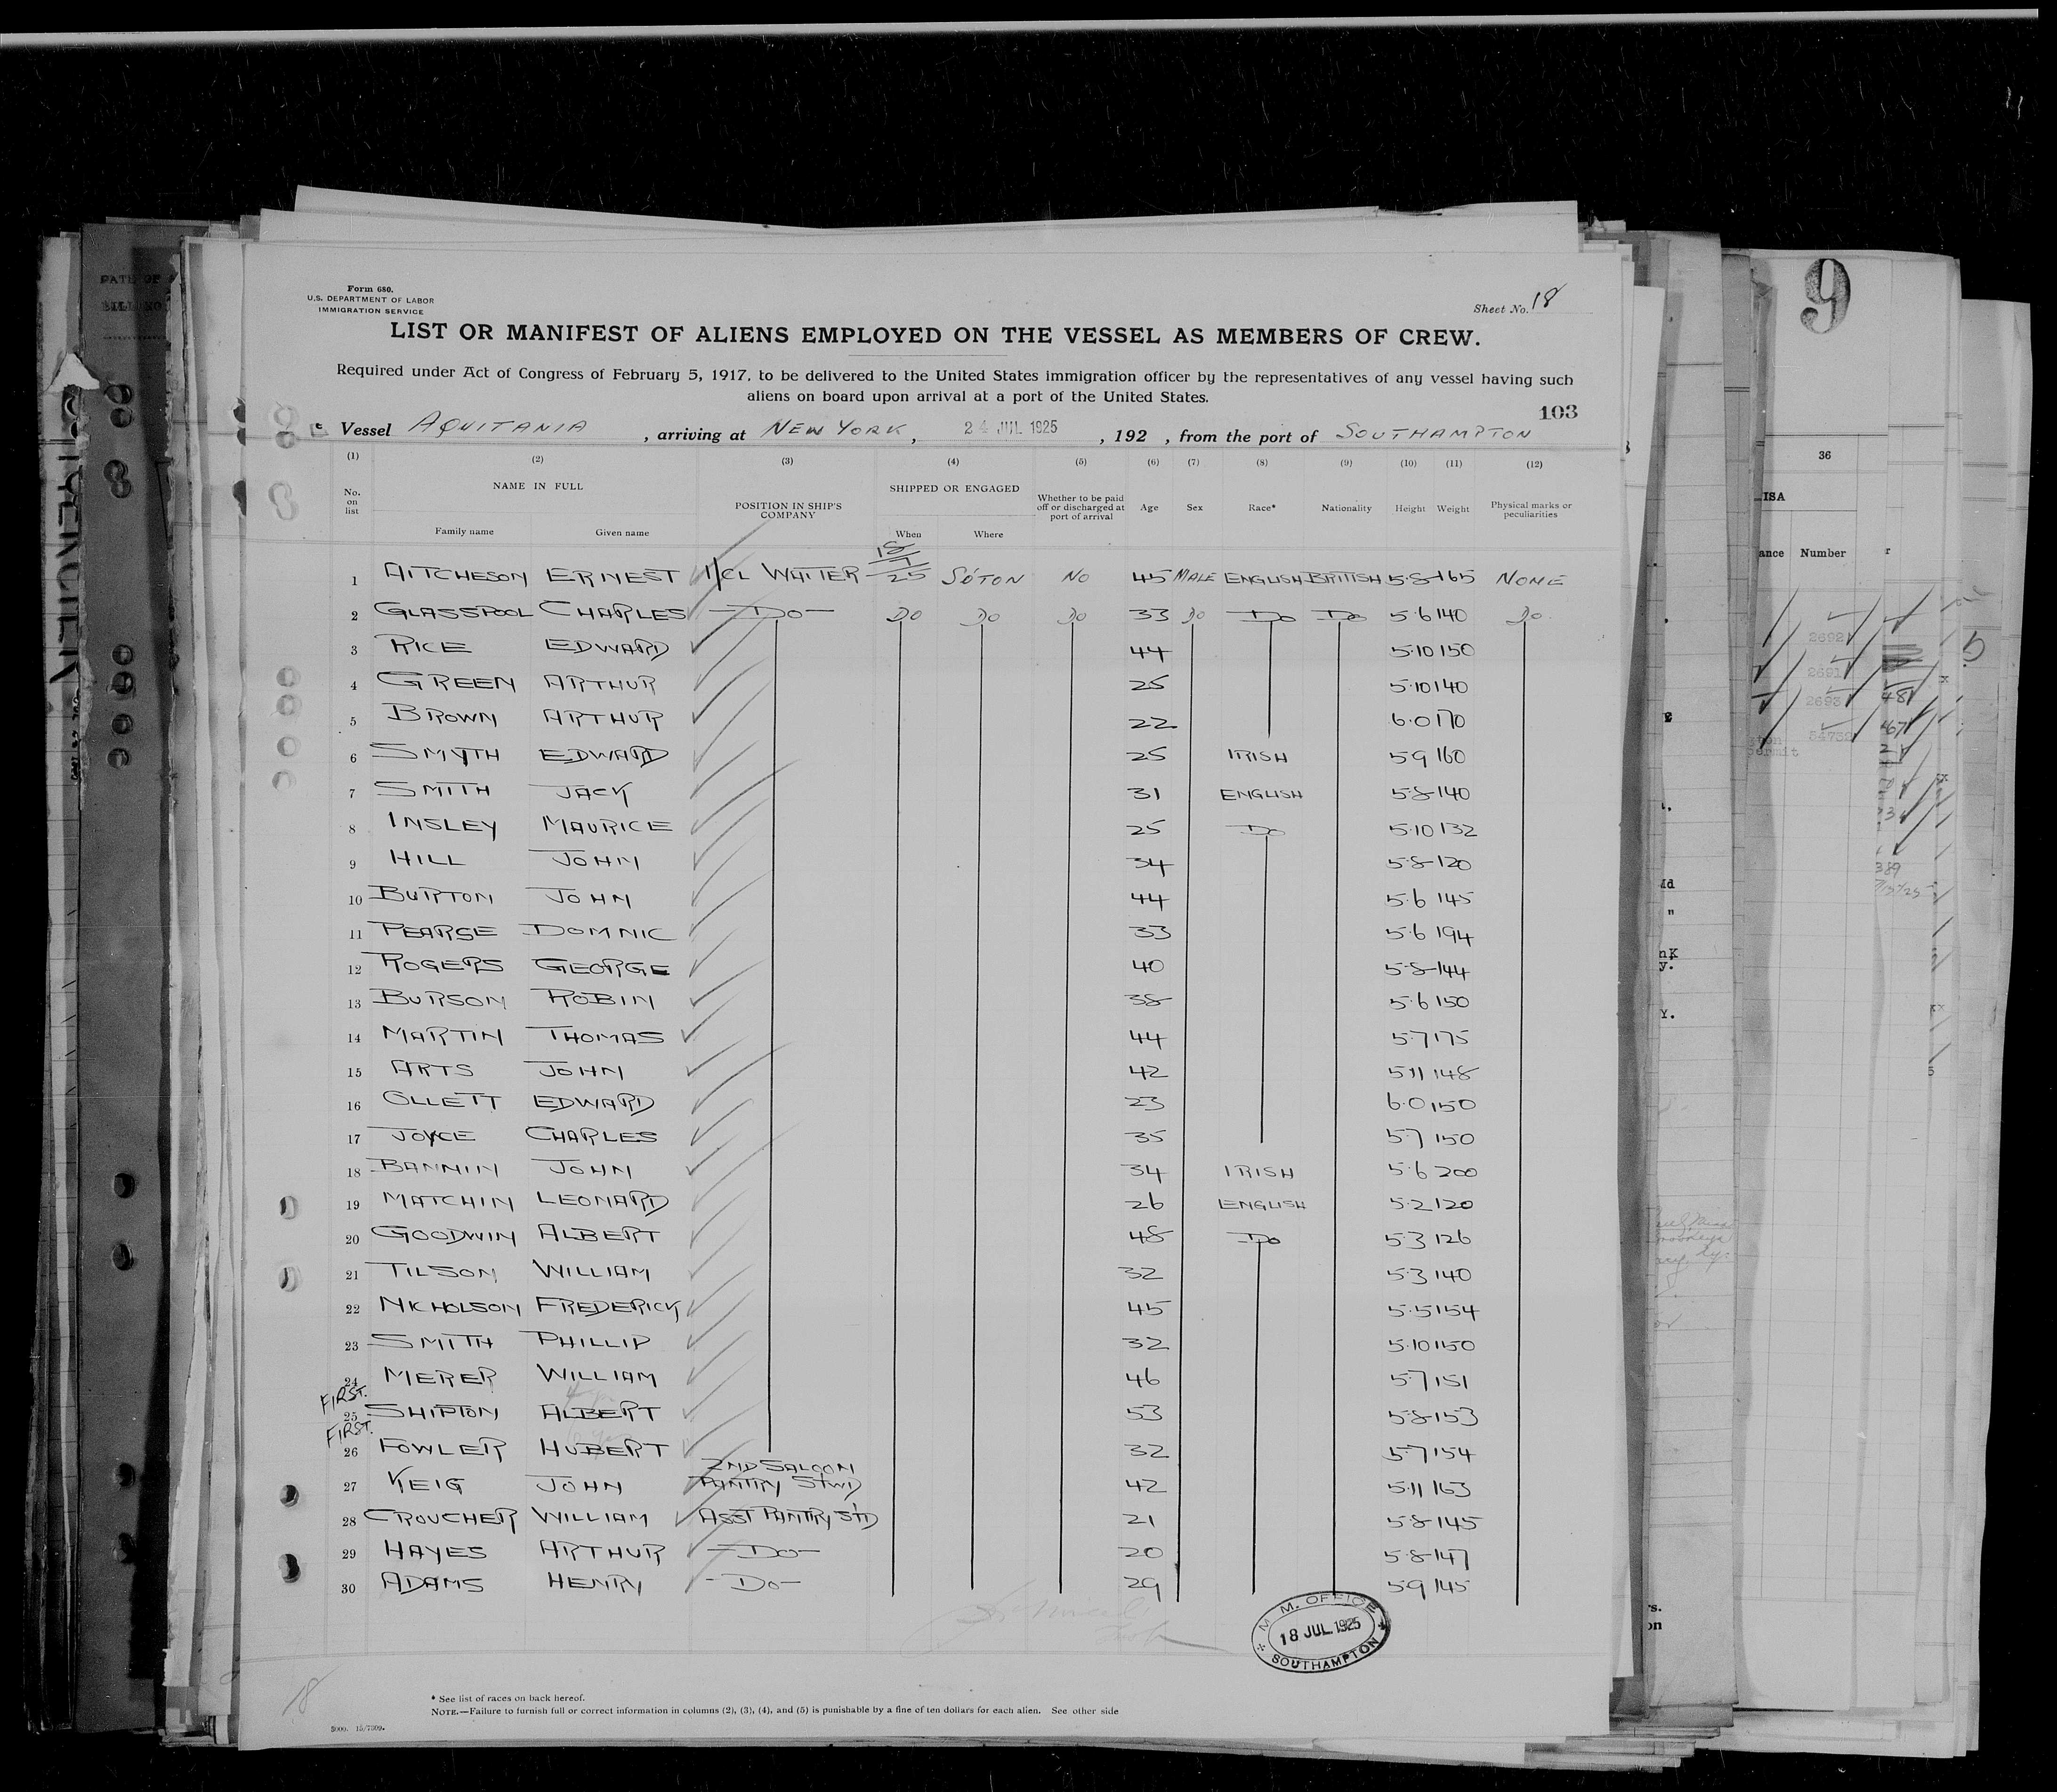 Form 680.
U.S. DEPARTMENT OF LABOR
IMMIGRATION SERVICE
Sheet No. 18
LIST OR MANIFEST OF ALIENS EMPLOYED ON THE VESSEL AS MEMBERS OF CREW.
Required under Act of Congress of February 5, 1917, to be delivered to the United States immigration officer by the representatives of any vessel having such
aliens on board upon arrival at a port of the United States.
103
Vessel AQUITANIA, arriving at NEW YORK, 24 JUL 1925, 192 , from the port of SOUTHAMPTON
(1) (2) (3) (4) (5) (6) (7) (8) (9) (10) (11) (12)
No. on list NAME IN FULL Family name Given name POSITION IN SHIP'S COMPANY SHIPPED OR ENGAGED When Where Whether to be paid off or discharged at port of arrival Age Sex Race* Nationality Height Weight Physical marks or peculiarities
1 AITCHESON ERNEST 1/CL WAITER 18/7/25 S'OTON NO 45 MALE ENGLISH BRITISH 5·8 165 NONE
2 GLASSPOOL CHARLES —DO— DO DO DO 33 DO —DO DO 5·6 140 DO
3 RICE EDWARD 44 5·10 150
4 GREEN ARTHUR 25 5·10 140
5 BROWN ARTHUR 22 6·0 170
6 SMYTH EDWARD 25 IRISH 5·9 160
7 SMITH JACK 31 ENGLISH 5·8 140
8 INSLEY MAURICE 25 DO 5·10 132
9 HILL JOHN 34 5·8 120
10 BURTON JOHN 44 5·6 145
11 PEARSE DOMNIC 33 5·6 194
12 ROGERS GEORGE 40 5·8 144
13 BURSON ROBIN 38 5·6 150
14 MARTIN THOMAS 44 5·7 175
15 ARTS JOHN 42 5·11 148
16 OLLETT EDWARD 23 6·0 150
17 JOYCE CHARLES 35 5·7 150
18 BANNIN JOHN 34 IRISH 5·6 200
19 MATCHIN LEONARD 26 ENGLISH 5·2 120
20 GOODWIN ALBERT 48 DO 5·3 126
21 TILSON WILLIAM 32 5·3 140
22 NICHOLSON FREDERICK 45 5·5 154
23 SMITH PHILLIP 32 5·10 150
24 MERER WILLIAM 46 5·7 151
FIRST. 25 SHIPTON ALBERT 53 5·8 153
FIRST. 26 FOWLER HUBERT 32 5·7 154
27 KEIG JOHN 2ND SALOON PANTRY STWD 42 5·11 163
28 CROUCHER WILLIAM ASST PANTRY ST'D 21 5·8 145
29 HAYES ARTHUR —DO— 20 5·8 147
30 ADAMS HENRY —DO— 29 5·9 145
M. M. OFFICE
18 JUL 1925
SOUTHAMPTON
18
* See list of races on back hereof.
NOTE.—Failure to furnish full or correct information in columns (2), (3), (4), and (5) is punishable by a fine of ten dollars for each alien. See other side
9
36
ISA
Number
2692
2691
2693